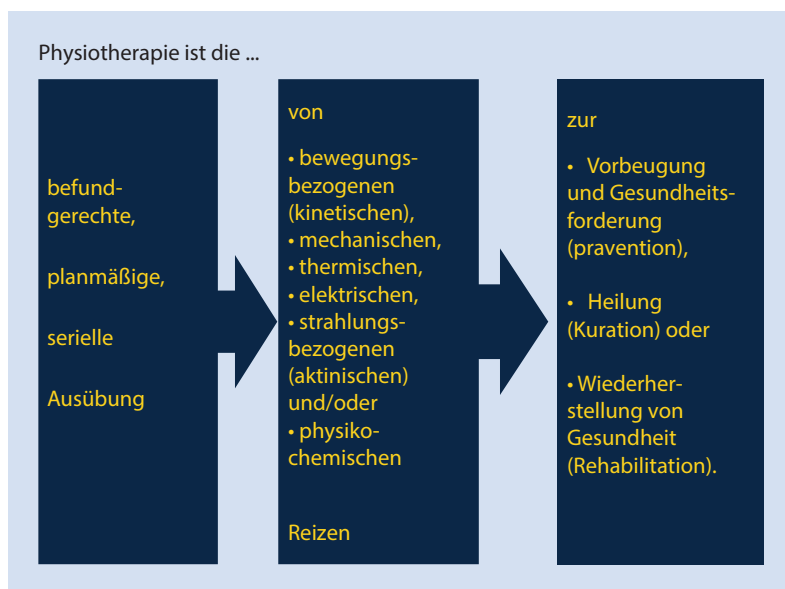 Physiotherapie ist die ...
befund-
gerechte,
planmäßige,
serielle
Ausübung
von
• bewegungs-
bezogenen
(kinetischen),
• mechanischen,
• thermischen,
• elektrischen,
• strahlungs-
bezogenen
(aktinischen)
und/oder
• physiko-
chemischen
Reizen
zur
• Vorbeugung
und Gesundheits-
forderung
(pravention),
• Heilung
(Kuration) oder
• Wiederher-
stellung von
Gesundheit
(Rehabilitation).